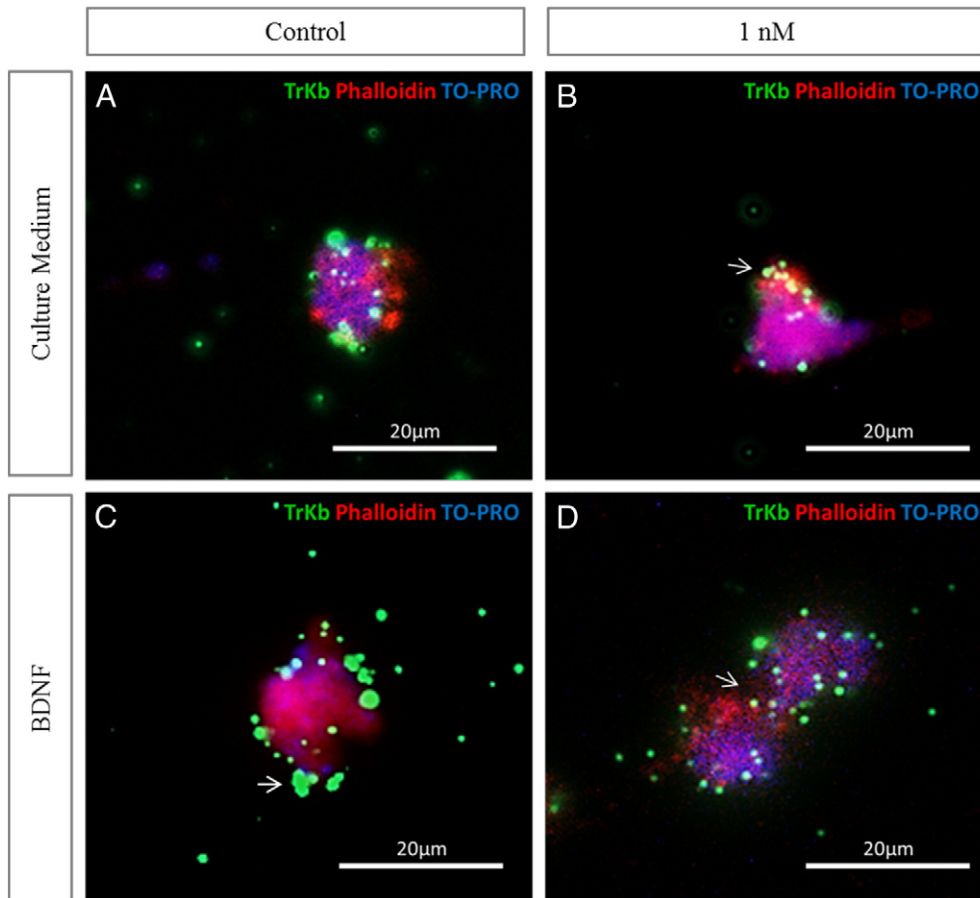 Control
1 nM
Culture Medium
A
TrKb Phalloidin TO-PRO
20µm
B
TrKb Phalloidin TO-PRO
20µm
BDNF
C
TrKb Phalloidin TO-PRO
20µm
D
TrKb Phalloidin TO-PRO
20µm